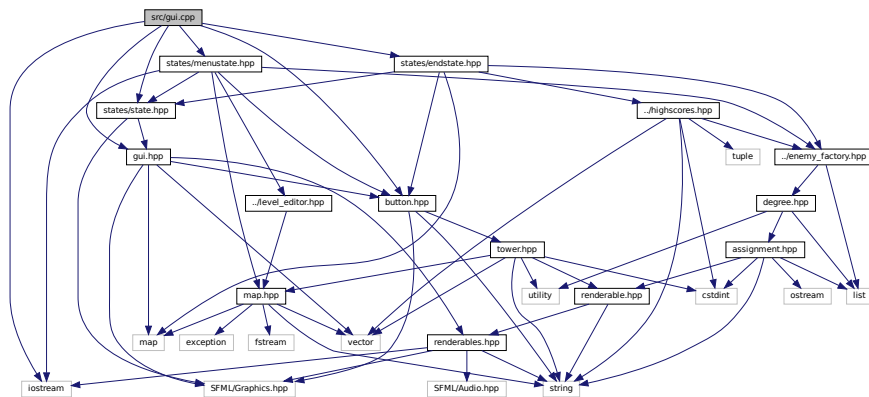 src/gui.cpp
states/menustate.hpp
states/endstate.hpp
states/state.hpp
../highscores.hpp
gui.hpp
tuple
../enemy_factory.hpp
../level_editor.hpp
button.hpp
degree.hpp
tower.hpp
assignment.hpp
map.hpp
utility
renderable.hpp
cstdint
ostream
list
map
exception
fstream
vector
renderables.hpp
iostream
SFML/Graphics.hpp
SFML/Audio.hpp
string